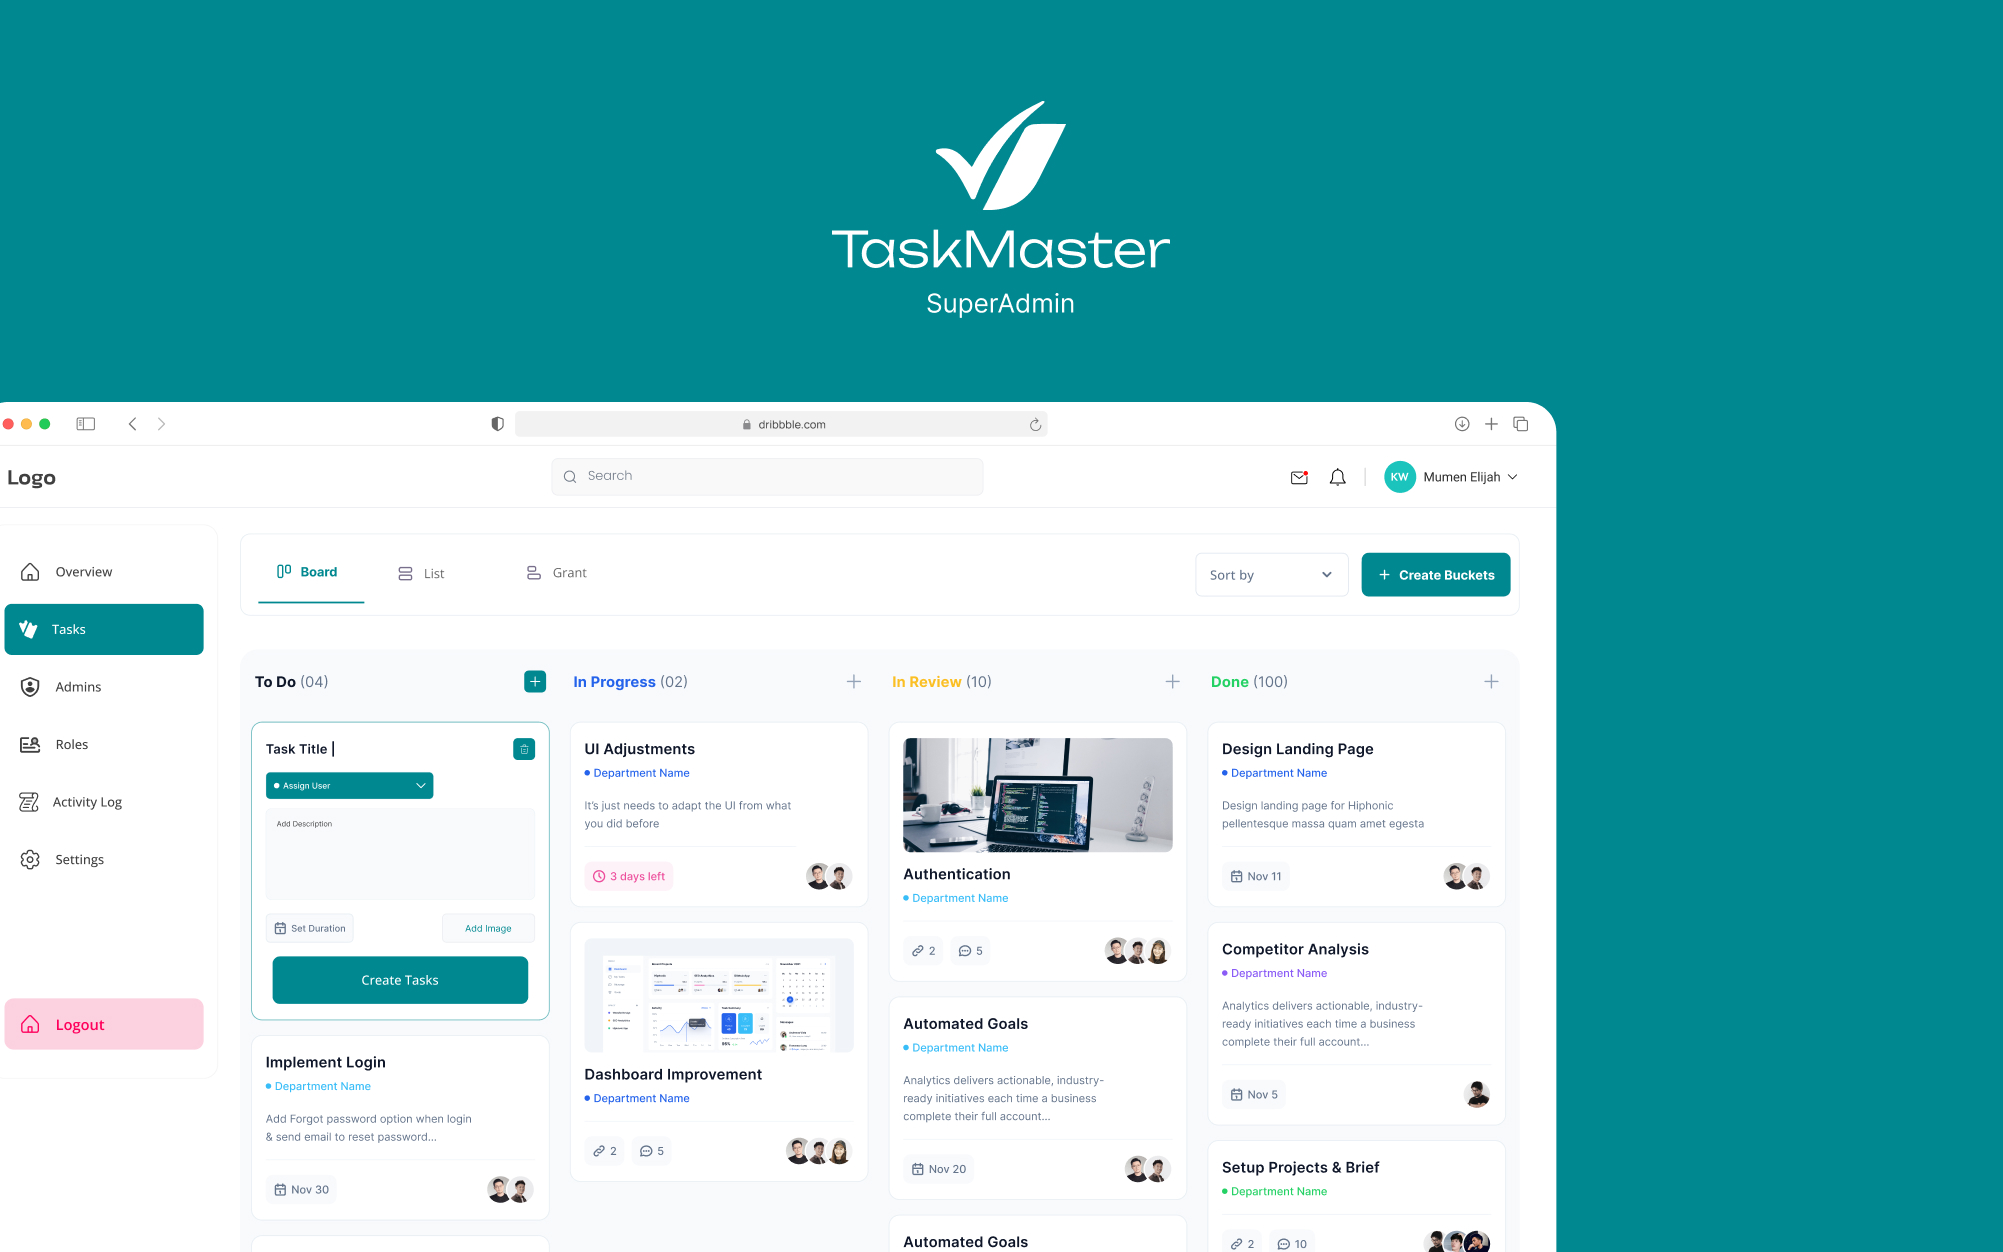 TaskMaster
SuperAdmin
dribbble.com
Logo
Search
KW
Mumen Elijah
Overview
Tasks
Admins
Roles
Activity Log
Settings
Logout
Board
List
Grant
Sort by
Create Buckets
To Do (04)
Task Title |
Assign User
Add Description
Set Duration
Add Image
Create Tasks
Implement Login
Department Name
Add Forgot password option when login
& send email to reset password...
Nov 30
In Progress (02)
UI Adjustments
Department Name
It's just needs to adapt the UI from what
you did before
3 days left
Dashboard Improvement
Department Name
2
5
In Review (10)
Authentication
Department Name
2
5
Automated Goals
Department Name
Analytics delivers actionable, industry-
ready initiatives each time a business
complete their full account...
Nov 20
Automated Goals
Done (100)
Design Landing Page
Department Name
Design landing page for Hiphonic
pellentesque massa quam amet egesta
Nov 11
Competitor Analysis
Department Name
Analytics delivers actionable, industry-
ready initiatives each time a business
complete their full account...
Nov 5
Setup Projects & Brief
Department Name
2
10